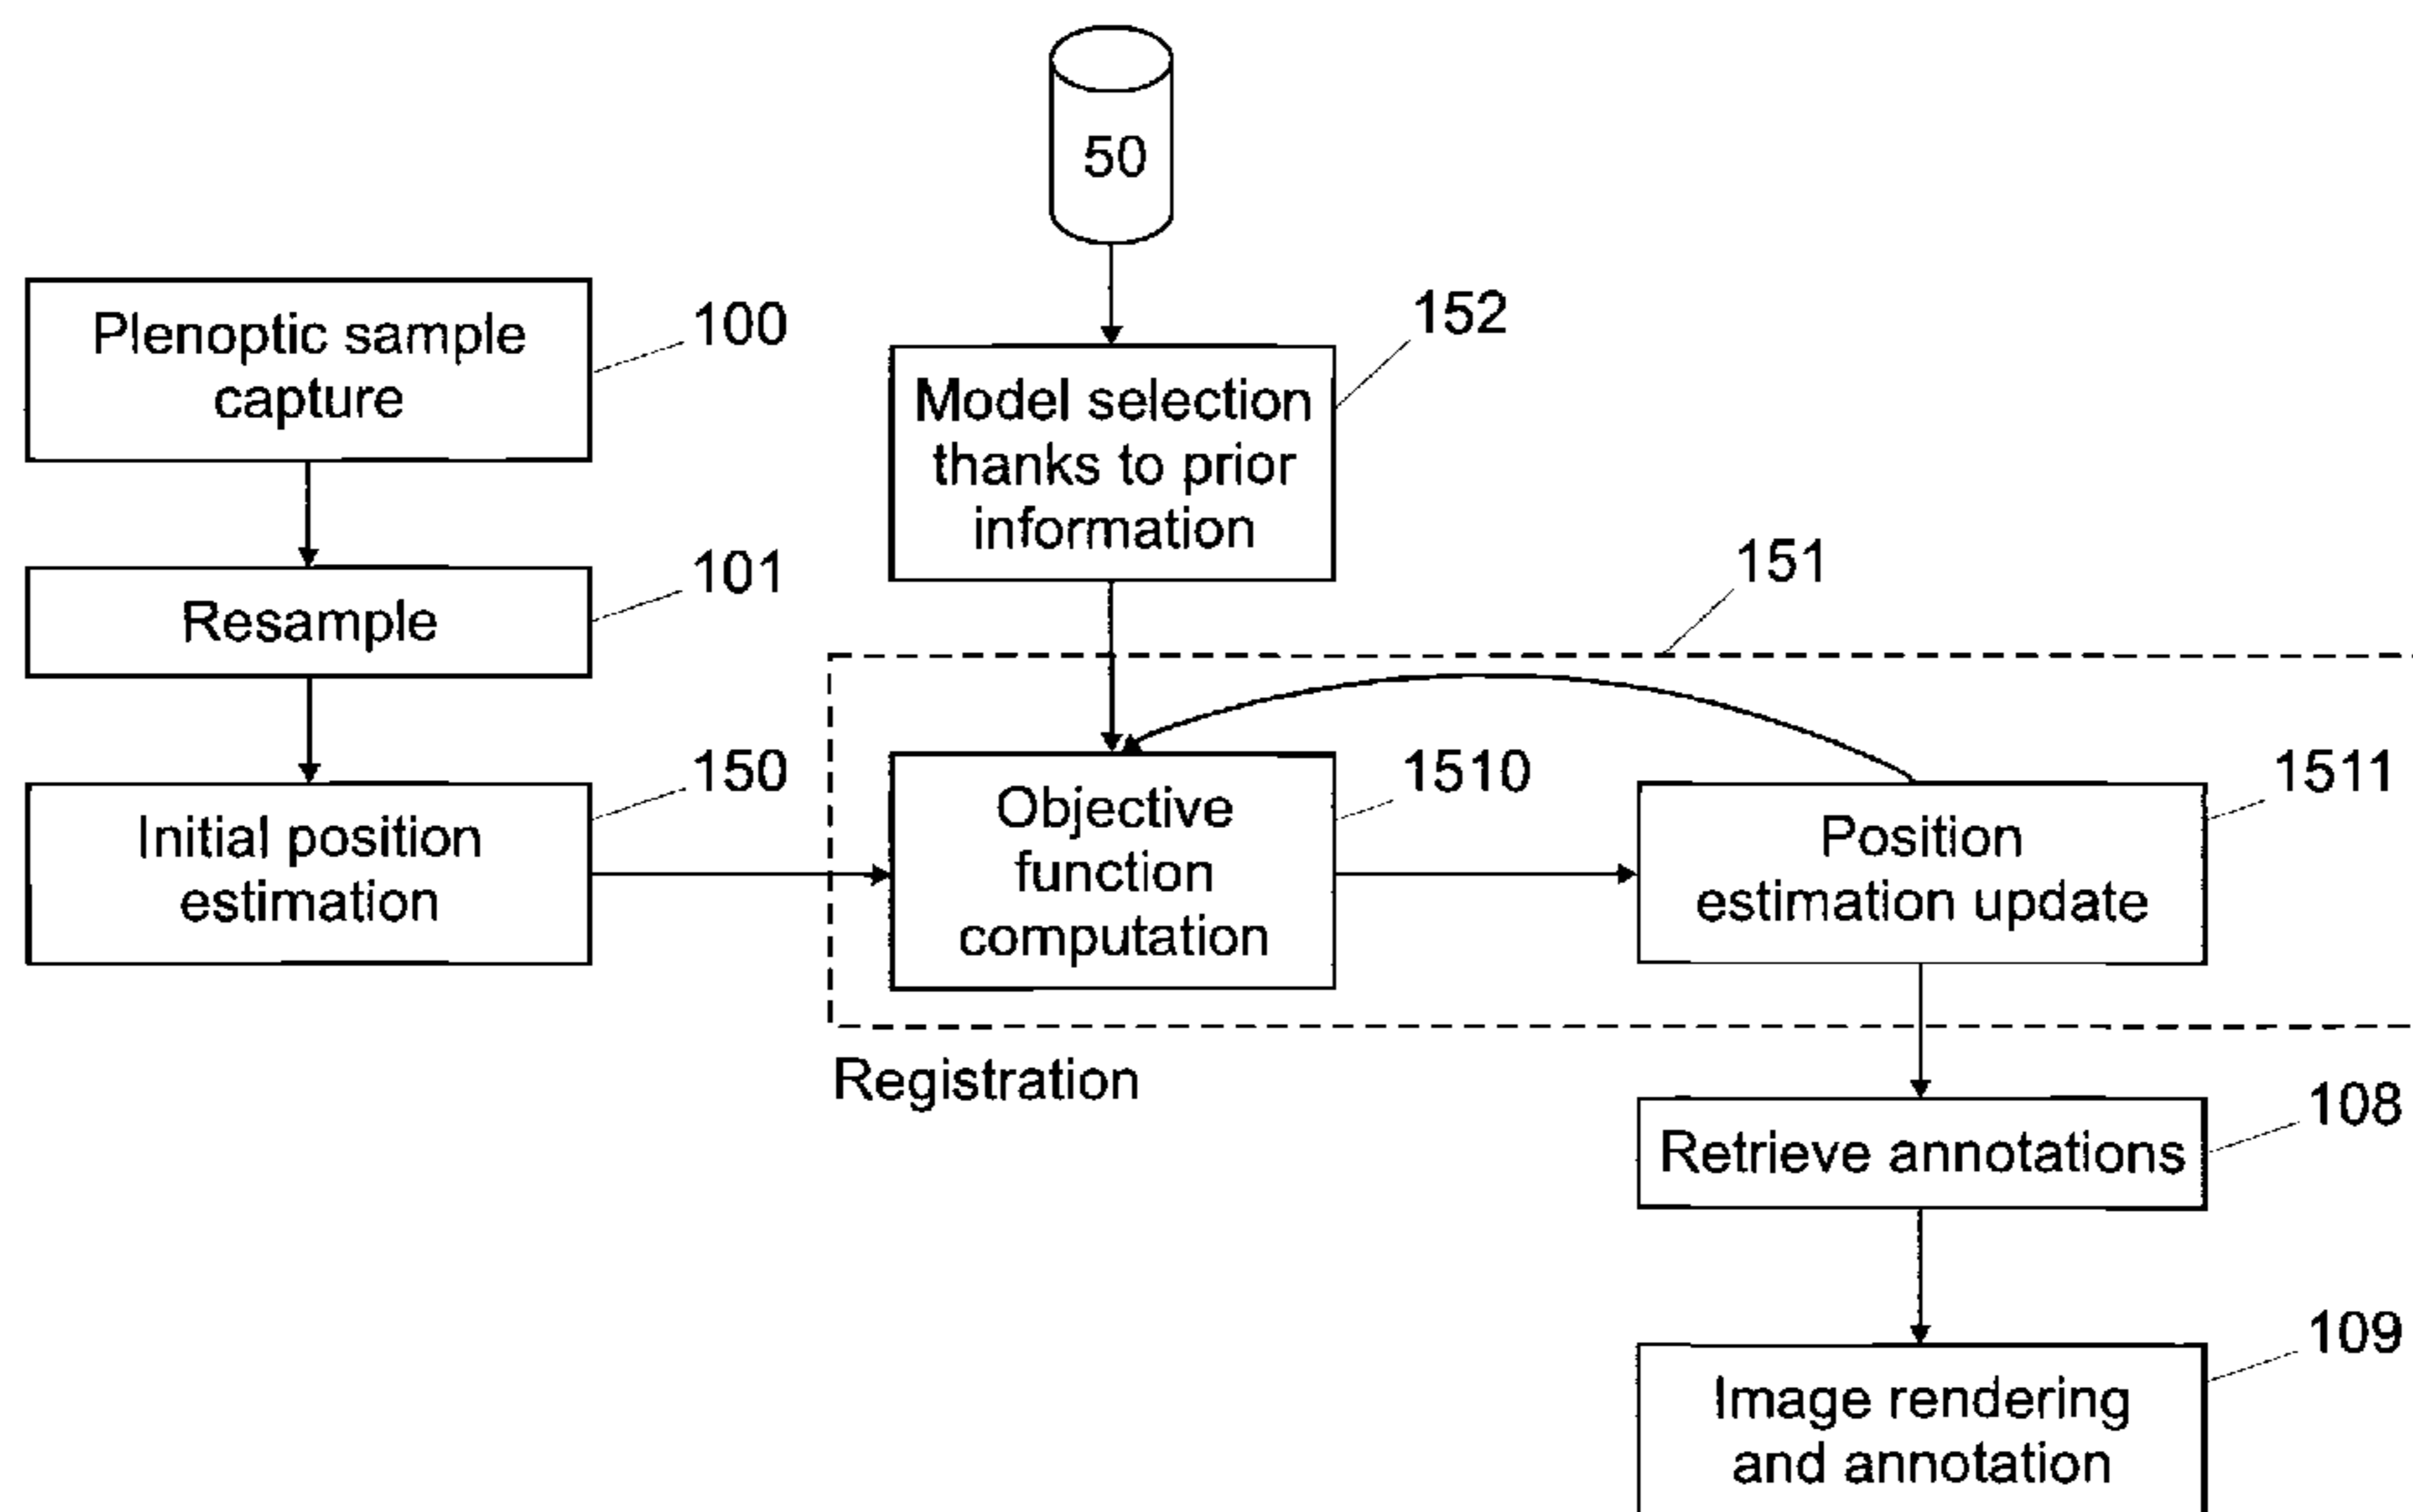 50
Plenoptic sample
capture
100
152
Model selection
thanks to prior
information
Resample
101
151
Initial position
estimation
150
Objective
function
computation
1510
Position
estimation update
1511
Registration
Retrieve annotations
108
Image rendering
and annotation
109